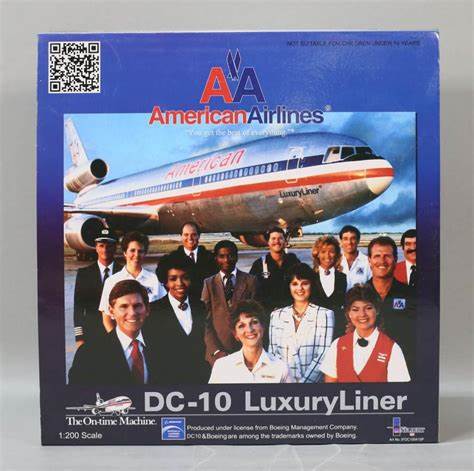 NOT SUITABLE FOR CHILDREN UNDER 14 YEARS
AA
AmericanAirlines®
"You get the best of everything."
American
LuxuryLiner
DC-10 LuxuryLiner
The On-time Machine.
1:200 Scale
Produced under license from Boeing Management Company.
DC10 & Boeing are among the trademarks owned by Boeing.